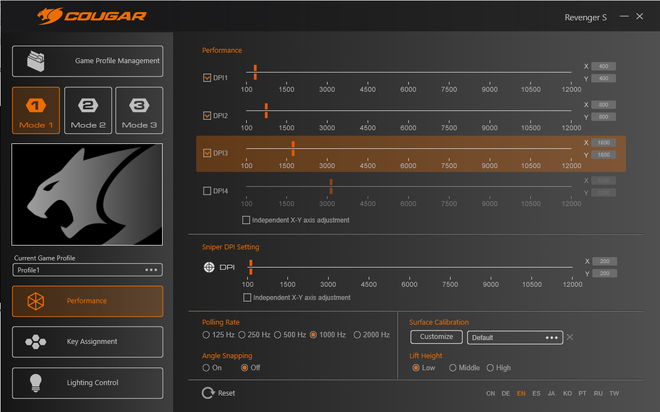 COUGAR
Revenger S
Game Profile Management
1 2 3
Mode 1 Mode 2 Mode 3
Current Game Profile
Profile1 •••
Performance
Key Assignment
Lighting Control
Performance
DPI1
100 1500 3000 4500 6000 7500 9000 10500 12000
X 400
Y 400
DPI2
100 1500 3000 4500 6000 7500 9000 10500 12000
X 800
Y 800
DPI3
100 1500 3000 4500 6000 7500 9000 10500 12000
X 1600
Y 1600
DPI4
100 1500 3000 4500 6000 7500 9000 10500 12000
X
Y
Independent X-Y axis adjustment
Sniper DPI Setting
DPI
100 1500 3000 4500 6000 7500 9000 10500 12000
X 200
Y 200
Independent X-Y axis adjustment
Polling Rate
125 Hz 250 Hz 500 Hz 1000 Hz 2000 Hz
Angle Snapping
On Off
Surface Calibration
Customize Default •••
Lift Height
Low Middle High
Reset
CN DE EN ES JA KO PT RU TW